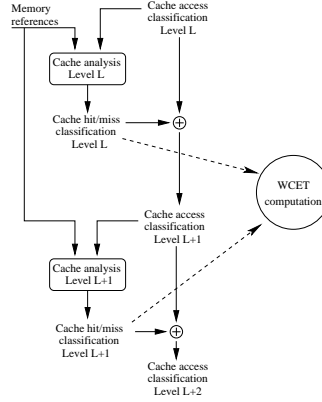 Memory
references
Cache access
classification
Level L
Cache analysis
Level L
Cache hit/miss
classification
Level L
WCET
computation
Cache access
classification
Level L+1
Cache analysis
Level L+1
Cache hit/miss
classification
Level L+1
Cache access
classification
Level L+2